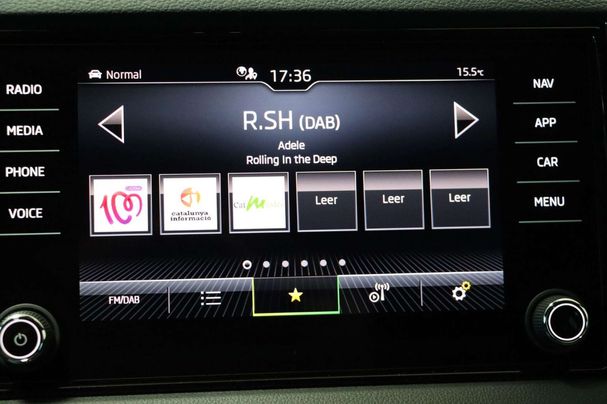 RADIO
MEDIA
PHONE
VOICE
Normal
17:36
15.5°C
R.SH (DAB)
Adele
Rolling In the Deep
100
catalunya
informació
Leer
Leer
Leer
FM/DAB
NAV
APP
CAR
MENU